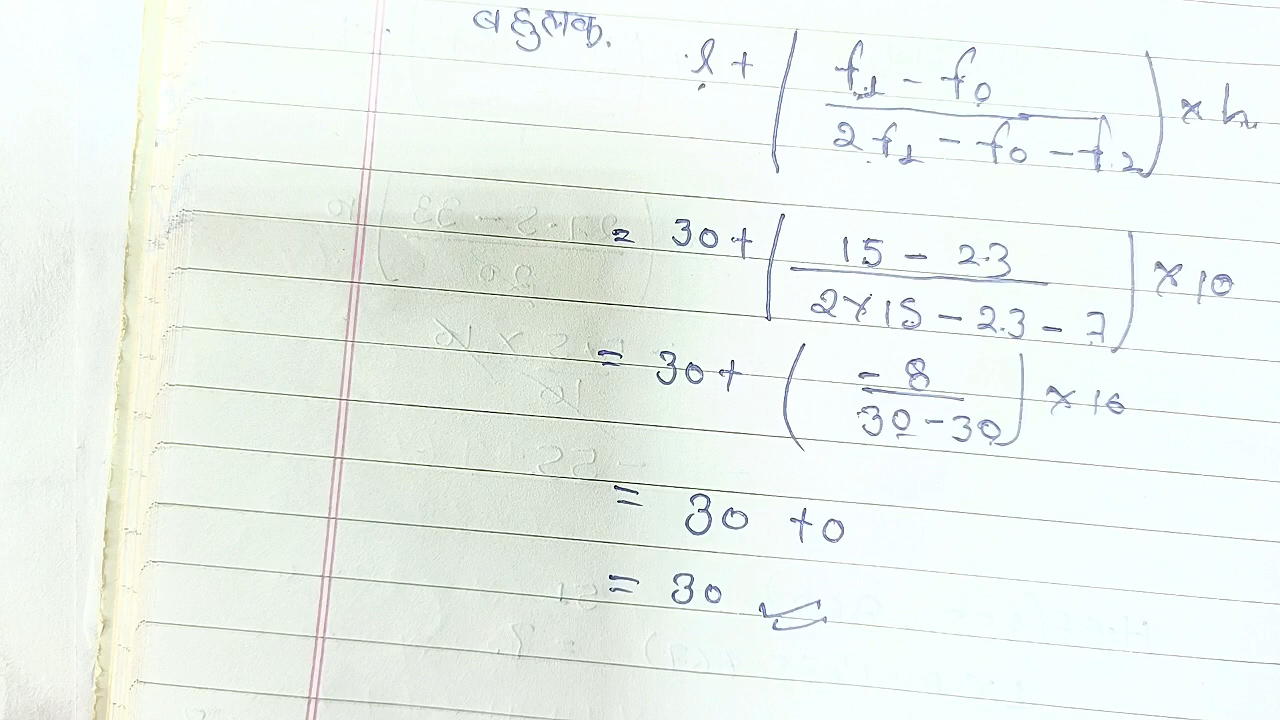 बहुलक.
l + ( f1 - f0 / 2f1 - f0 - f2 ) × h
= 30 + ( 15 - 23 / 2×15 - 23 - 7 ) × 10
= 30 + ( - 8 / 30 - 30 ) × 10
= 30 + 0
= 30